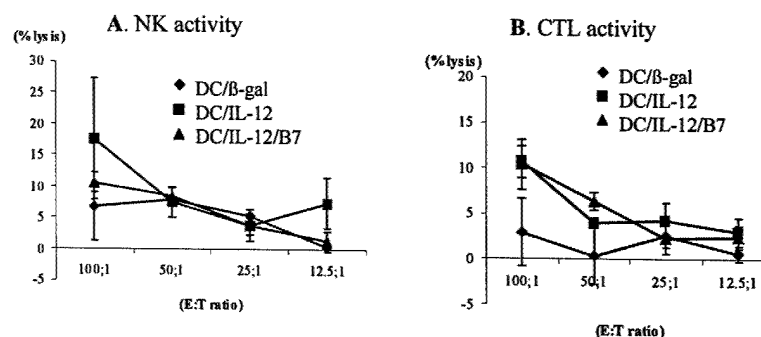 A. NK activity
(% lysis)
30
25
20
15
10
5
0
-5
DC/ß-gal
DC/IL-12
DC/IL-12/B7
100;1 50;1 25;1 12.5;1
(E:T ratio)
B. CTL activity
(%lysis)
20
15
10
5
0
-5
DC/ß-gal
DC/IL-12
DC/IL-12/B7
100;1 50;1 25;1 12.5;1
(E:T ratio)